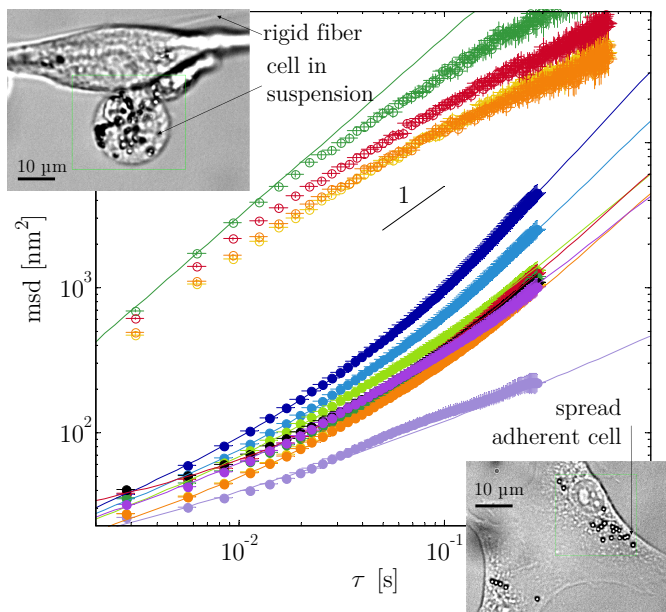 rigid fiber
cell in
suspension
10 µm
1
msd [nm²]
10³
10²
spread
adherent cell
10 µm
10⁻²
10⁻¹
τ [s]